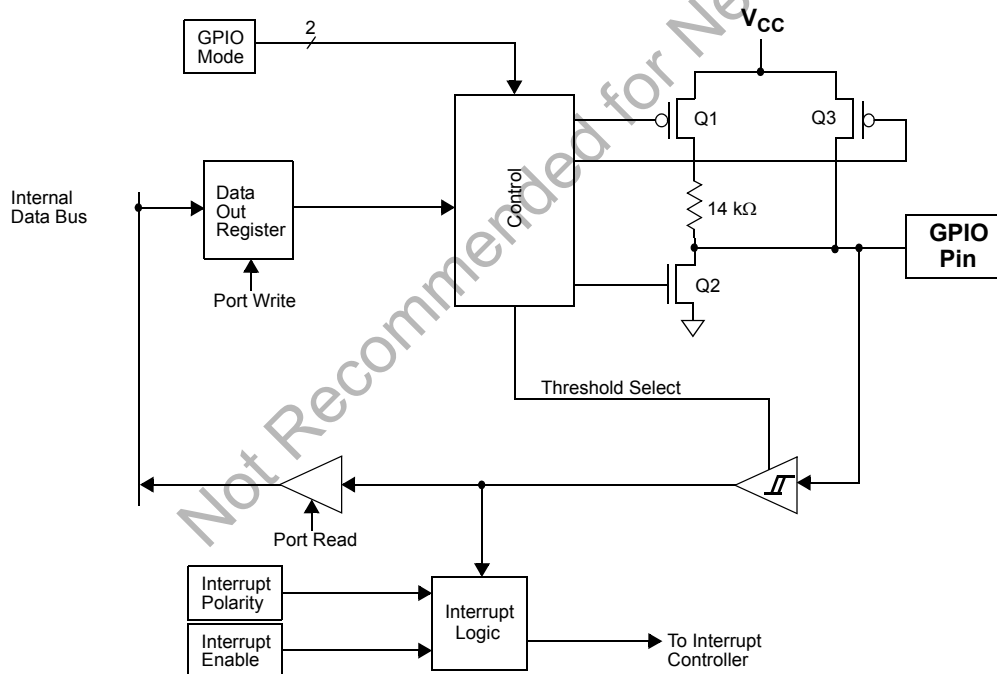 GPIO
Mode
2
VCC
Q1
Q3
Internal
Data Bus
Data
Out
Register
Control
14 kΩ
GPIO
Pin
Q2
Port Write
Threshold Select
Port Read
Interrupt
Polarity
Interrupt
Enable
Interrupt
Logic
To Interrupt
Controller
Not Recommended for Ne